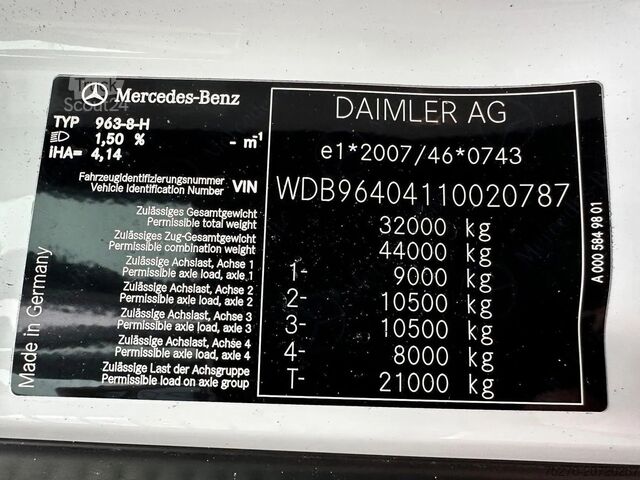 Truck
Scout24
Mercedes-Benz
DAIMLER AG
TYP 963-8-H
1,50 % - m⁻¹
iHA= 4,14
e1*2007/46*0743
Fahrzeugidentifizierungsnummer
Vehicle Identification Number VIN WDB96404110020787
Zulässiges Gesamtgewicht
Permissible total weight 32000 kg
Zulässiges Zug-Gesamtgewicht
Permissible combination weight 44000 kg
Zulässige Achslast, Achse 1
Permissible axle load, axle 1 1- 9000 kg
Zulässige Achslast, Achse 2
Permissible axle load, axle 2 2- 10500 kg
Zulässige Achslast, Achse 3
Permissible axle load, axle 3 3- 10500 kg
Zulässige Achslast, Achse 4
Permissible axle load, axle 4 4- 8000 kg
Zulässige Last der Achsgruppe
Permissible load on axle group T- 21000 kg
Made in Germany
A 000 584 98 01